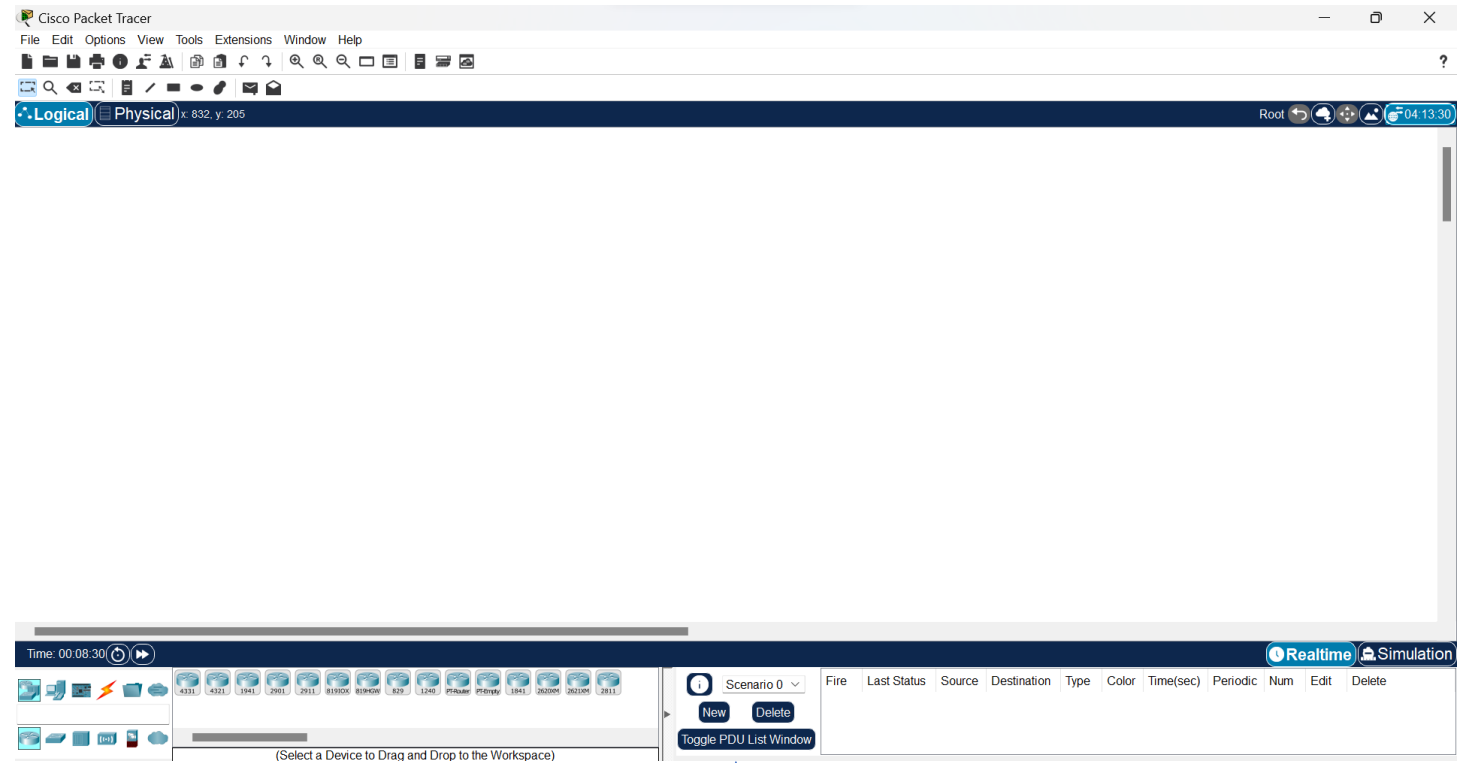 Cisco Packet Tracer
File Edit Options View Tools Extensions Window Help
?
Logical Physical x: 832, y: 205 Root 04:13:30
Time: 00:08:30 Realtime Simulation
4331 4321 1941 2901 2911 819IOX 819HGW 829 1240 PT-Router PT-Empty 1841 2620XM 2621XM 2811
Scenario 0 Fire Last Status Source Destination Type Color Time(sec) Periodic Num Edit Delete
New Delete
Toggle PDU List Window
(Select a Device to Drag and Drop to the Workspace)